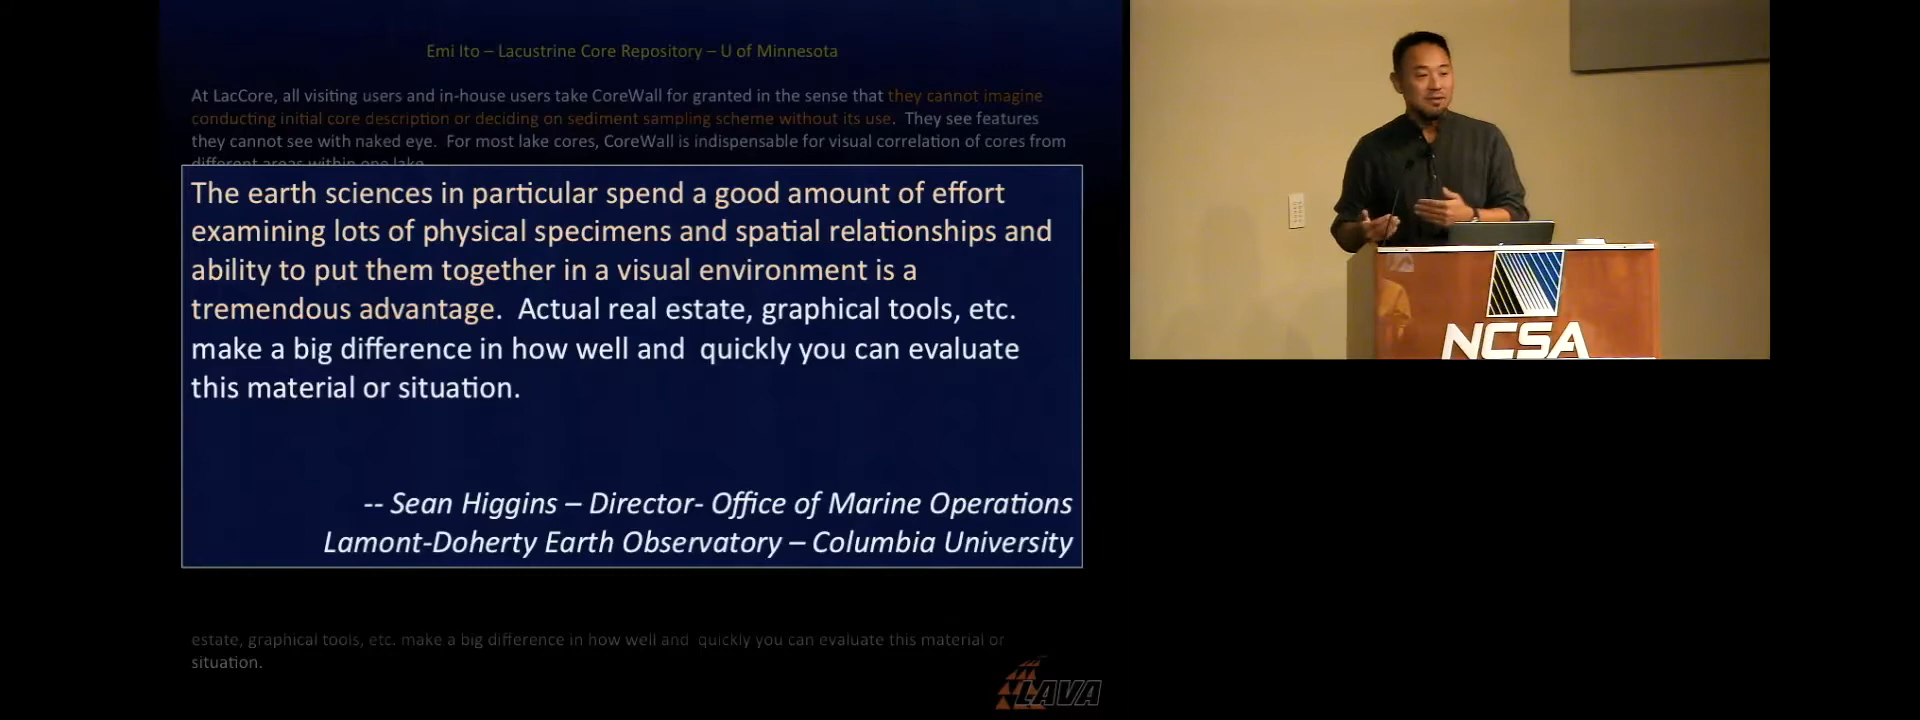 Emi Ito – Lacustrine Core Repository – U of Minnesota
At LacCore, all visiting users and in-house users take CoreWall for granted in the sense that they cannot imagine
conducting initial core description or deciding on sediment sampling scheme without its use.  They see features
they cannot see with naked eye.  For most lake cores, CoreWall is indispensable for visual correlation of cores from
different areas within one lake.
The earth sciences in particular spend a good amount of effort
examining lots of physical specimens and spatial relationships and
ability to put them together in a visual environment is a
tremendous advantage.  Actual real estate, graphical tools, etc.
make a big difference in how well and  quickly you can evaluate
this material or situation.
-- Sean Higgins – Director- Office of Marine Operations
Lamont-Doherty Earth Observatory – Columbia University
estate, graphical tools, etc. make a big difference in how well and  quickly you can evaluate this material or
situation.
LAVA
NCSA